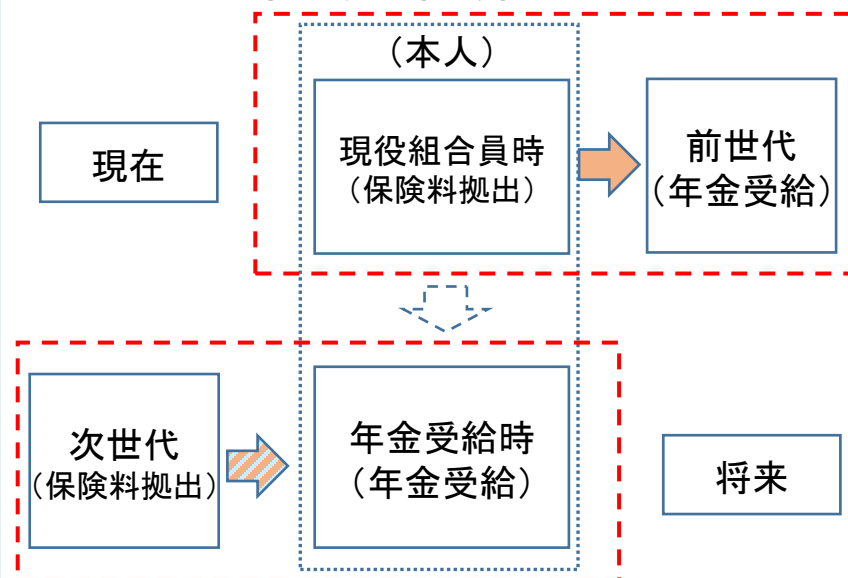 （本人）
現在
現役組合員時
（保険料拠出）
前世代
（年金受給）
次世代
（保険料拠出）
年金受給時
（年金受給）
将来